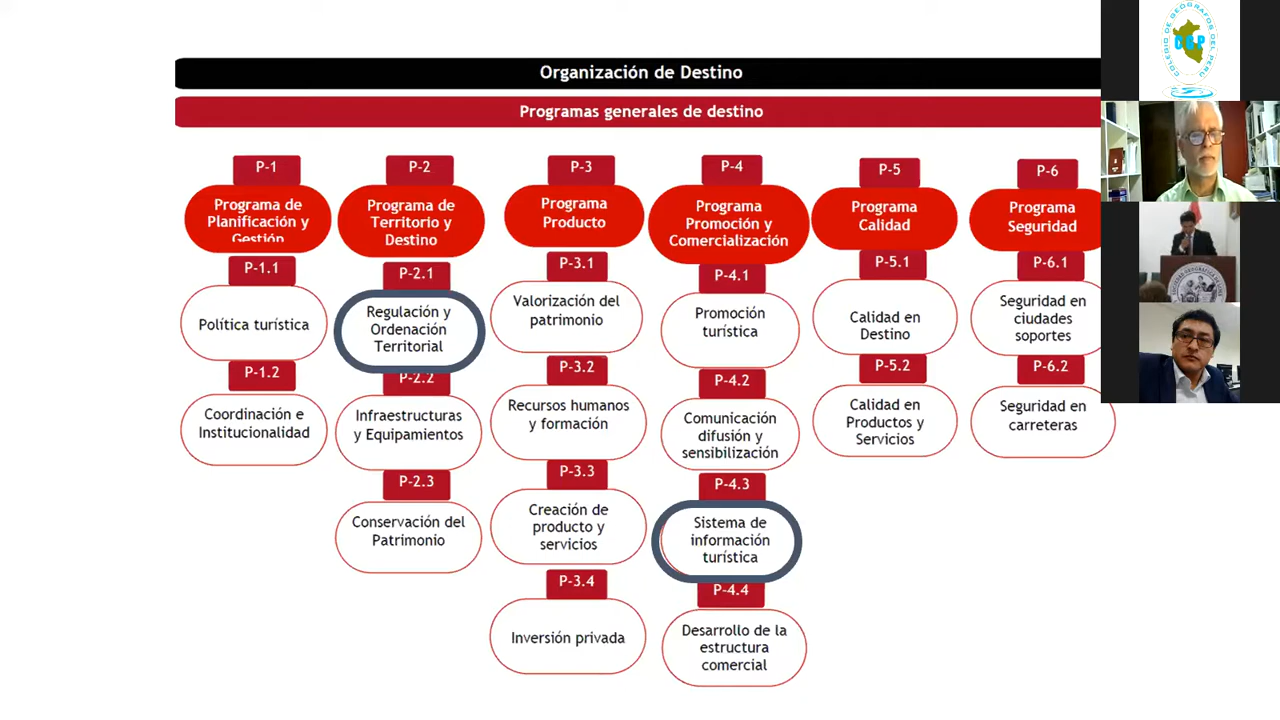 Organización de Destino
Programas generales de destino
P-1
Programa de
Planificación y
Gestión
P-1.1
Política turística
P-1.2
Coordinación e
Institucionalidad
P-2
Programa de
Territorio y
Destino
P-2.1
Regulación y
Ordenación
Territorial
P-2.2
Infraestructuras
y Equipamientos
P-2.3
Conservación del
Patrimonio
P-3
Programa
Producto
P-3.1
Valorización del
patrimonio
P-3.2
Recursos humanos
y formación
P-3.3
Creación de
producto y
servicios
P-3.4
Inversión privada
P-4
Programa
Promoción y
Comercialización
P-4.1
Promoción
turística
P-4.2
Comunicación
difusión y
sensibilización
P-4.3
Sistema de
información
turística
P-4.4
Desarrollo de la
estructura
comercial
P-5
Programa
Calidad
P-5.1
Calidad en
Destino
P-5.2
Calidad en
Productos y
Servicios
P-6
Programa
Seguridad
P-6.1
Seguridad en
ciudades
soportes
P-6.2
Seguridad en
carreteras
COLEGIO DE GEOGRAFOS DEL PERU
CGP